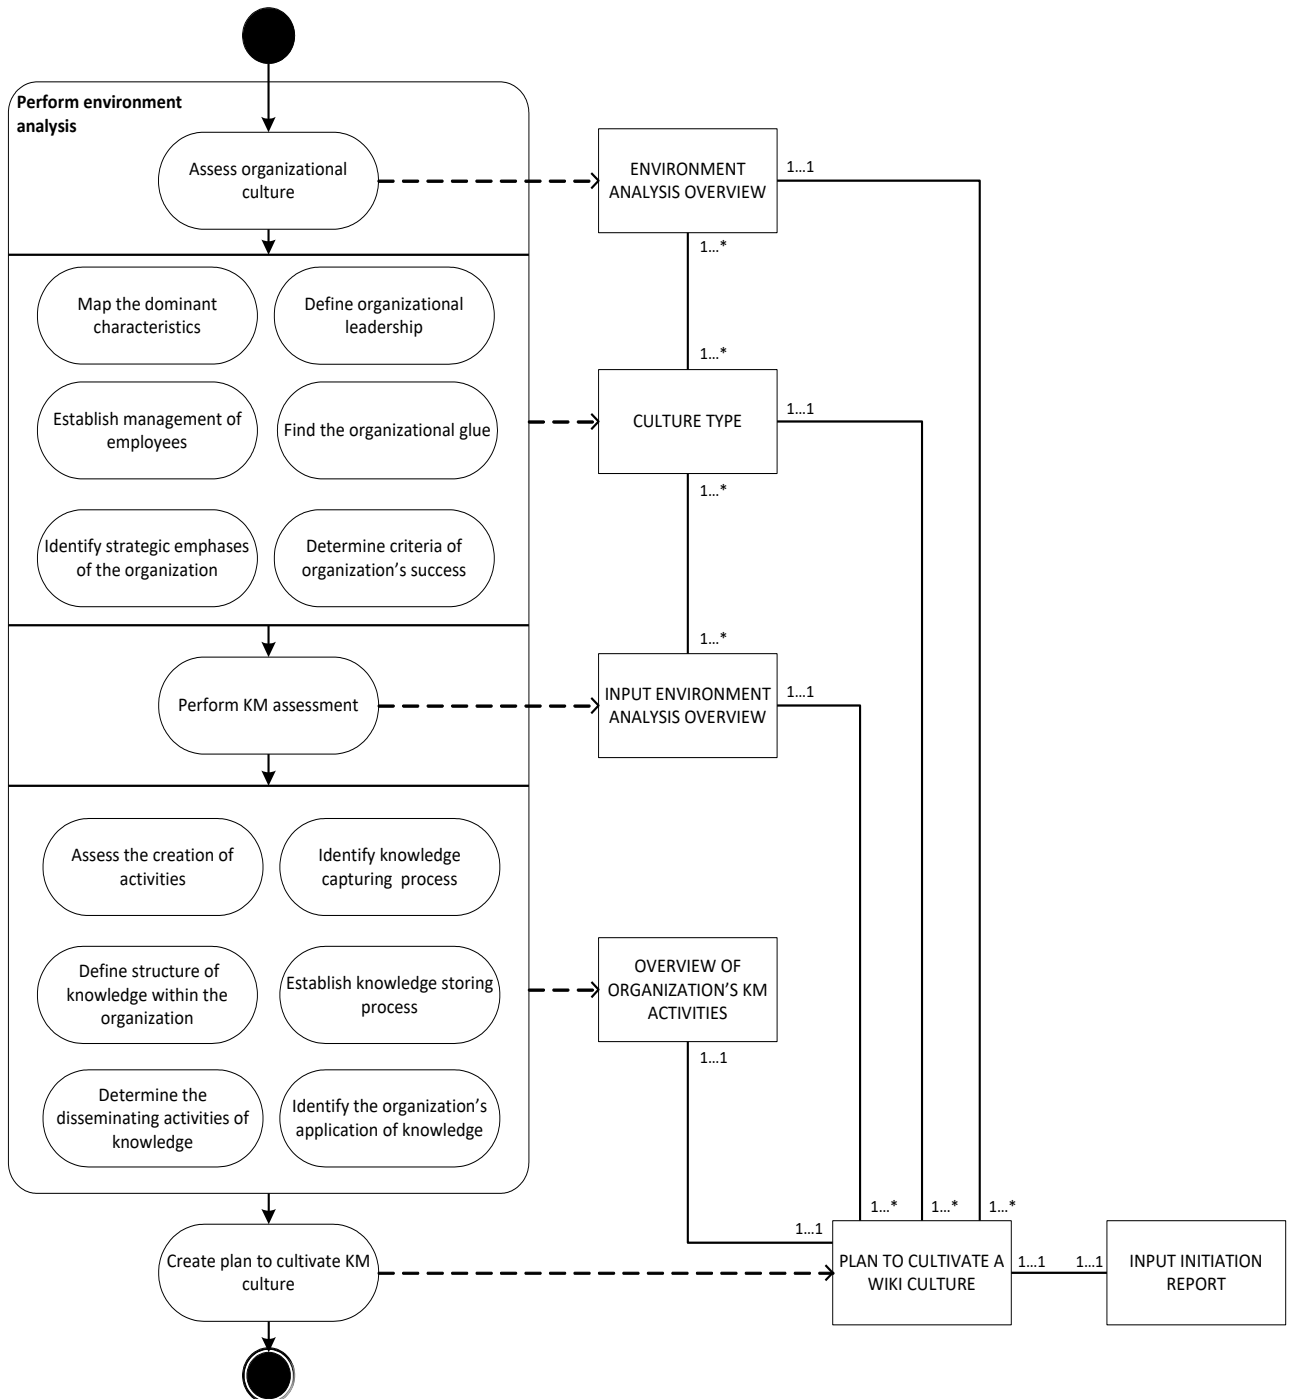 Perform environment
analysis
Assess organizational
culture
ENVIRONMENT
ANALYSIS OVERVIEW
1...1
1...*
Map the dominant
characteristics
Define organizational
leadership
1...*
Establish management of
employees
Find the organizational glue
CULTURE TYPE
1...1
1...*
Identify strategic emphases
of the organization
Determine criteria of
organization’s success
1...*
Perform KM assessment
INPUT ENVIRONMENT
ANALYSIS OVERVIEW
1...1
Assess the creation of
activities
Identify knowledge
capturing  process
Define structure of
knowledge within the
organization
Establish knowledge storing
process
OVERVIEW OF
ORGANIZATION’S KM
ACTIVITIES
1...1
Determine the
disseminating activities of
knowledge
Identify the organization’s
application of knowledge
1...1
1...*
1...*
1...*
Create plan to cultivate KM
culture
PLAN TO CULTIVATE A
WIKI CULTURE
1...1
1...1
INPUT INITIATION
REPORT